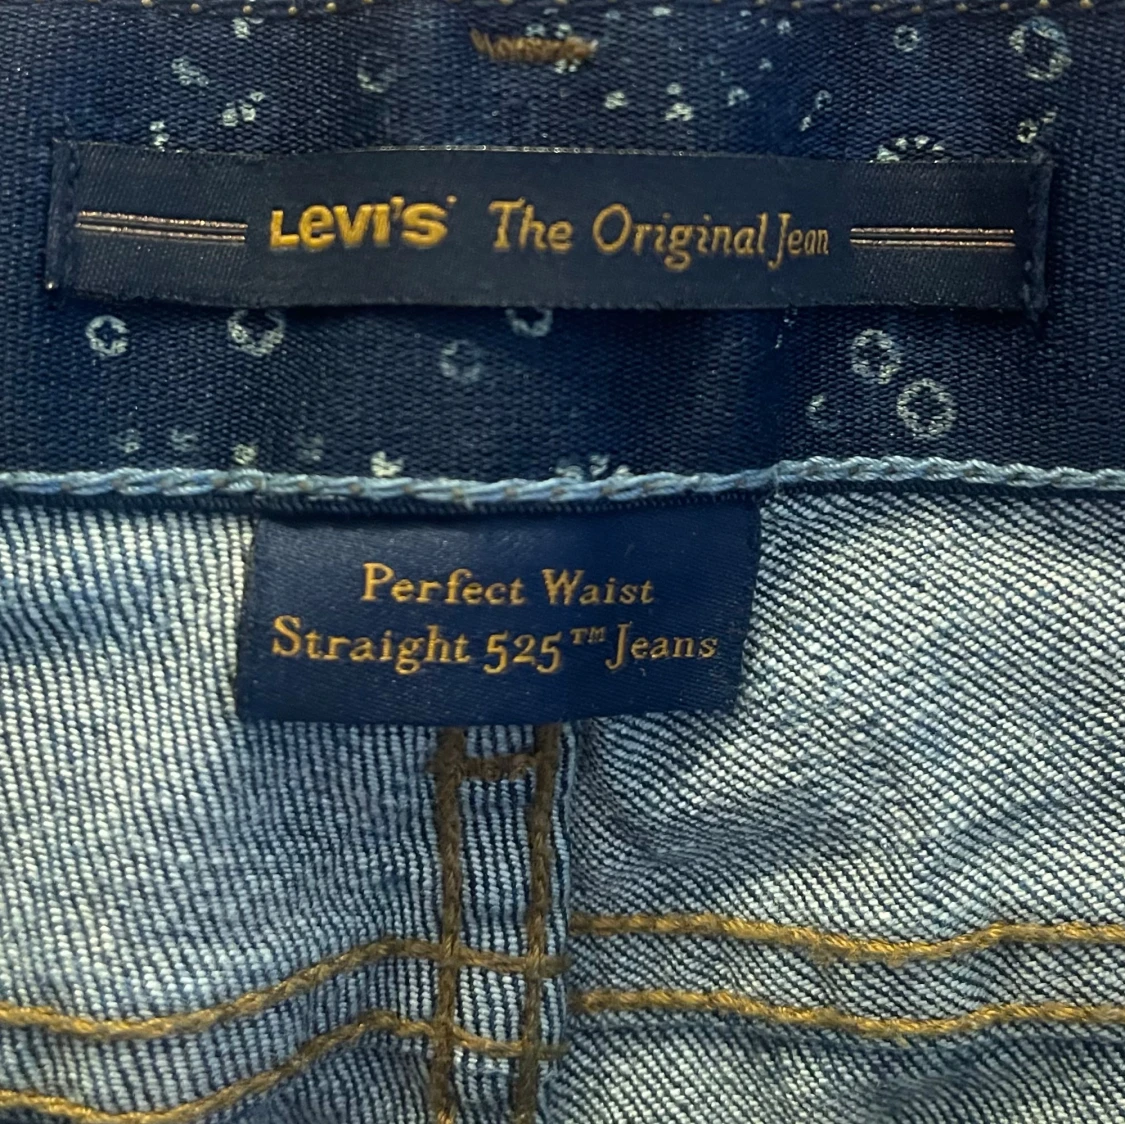 LEVI'S The Original Jean
Perfect Waist
Straight 525™ Jeans